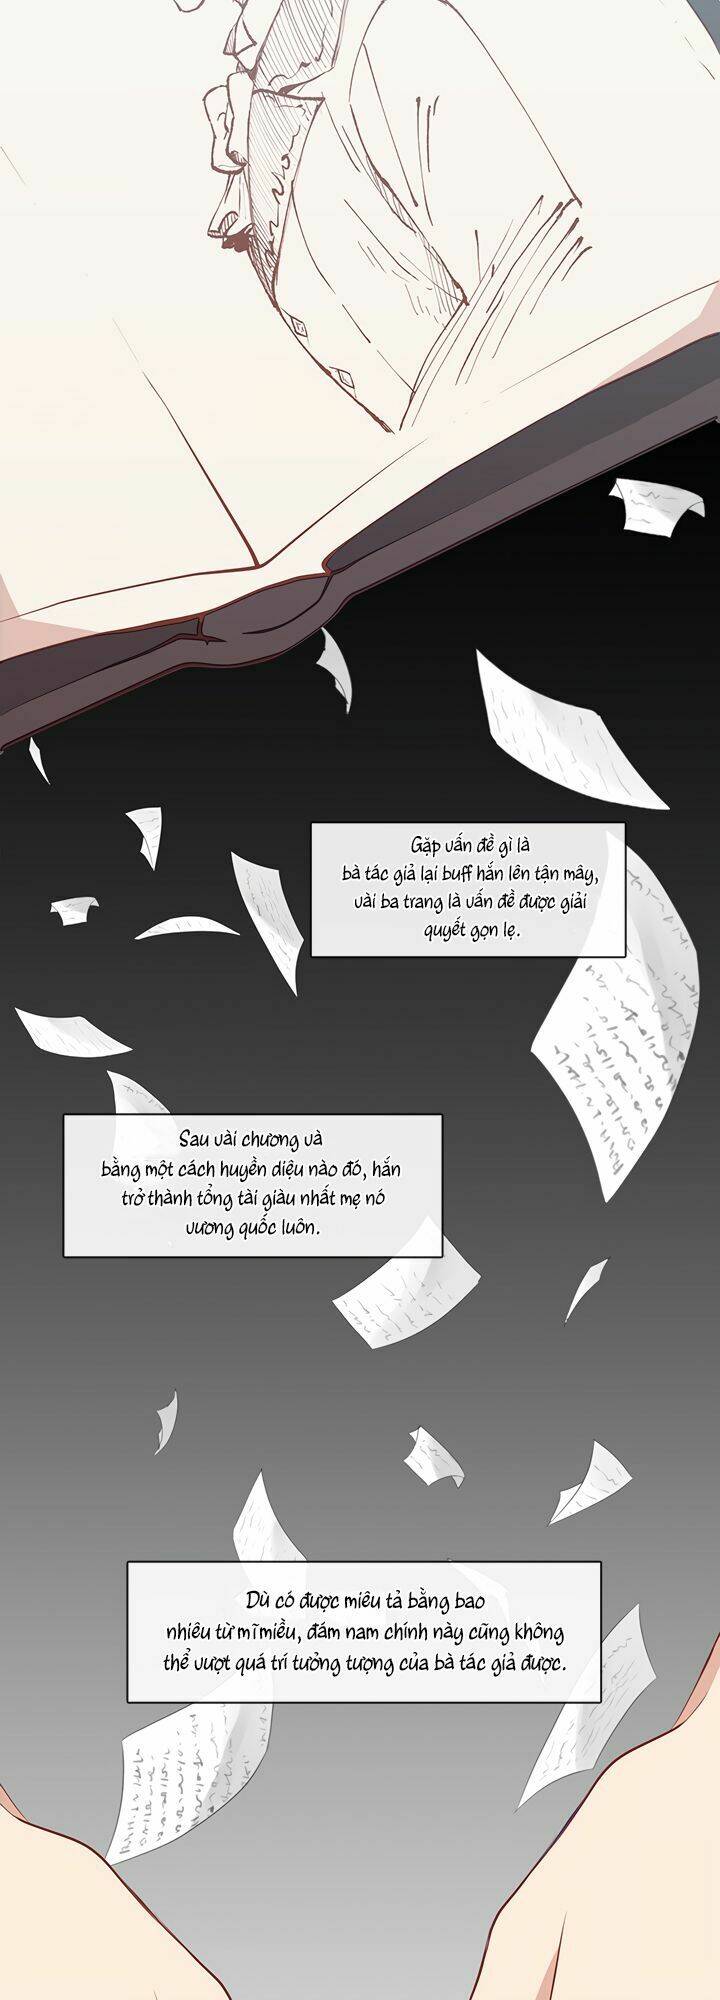 Gặp vấn đề gì là
bà tác giả lại buff hắn lên tận mây,
vài ba trang là vấn đề được giải
quyết gọn lẹ.
Sau vài chương và
bằng một cách huyền diệu nào đó, hắn
trở thành tổng tài giàu nhất mẹ nó
vương quốc luôn.
Dù có được miêu tả bằng bao
nhiêu từ mĩ miều, đám nam chính này cũng không
thể vượt quá trí tưởng tượng của bà tác giả được.